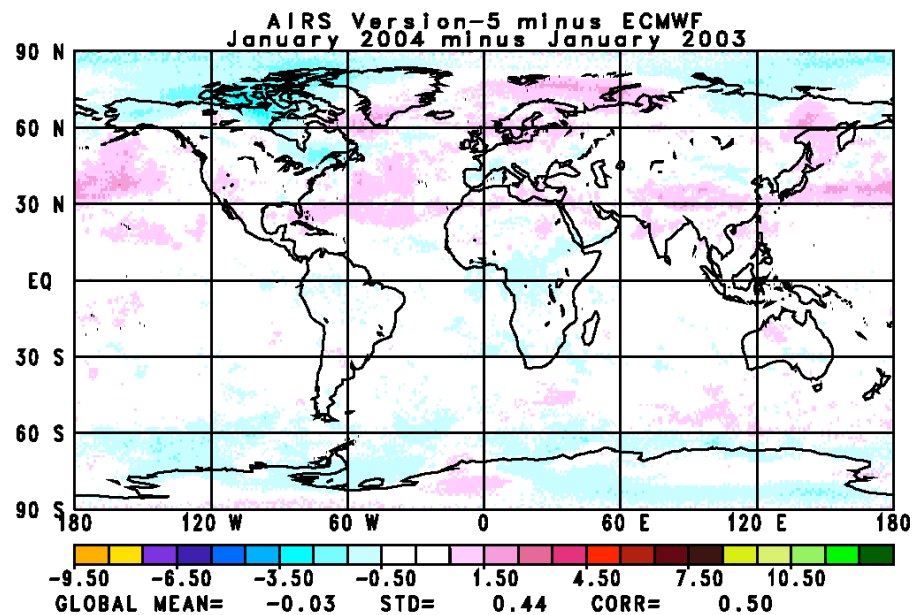 AIRS Version-5 minus ECMWF
January 2004 minus January 2003
90 N
60 N
30 N
EQ
30 S
60 S
90 S
180 120 W 60 W 0 60 E 120 E 180
-9.50 -6.50 -3.50 -0.50 1.50 4.50 7.50 10.50
GLOBAL MEAN= -0.03 STD= 0.44 CORR= 0.50